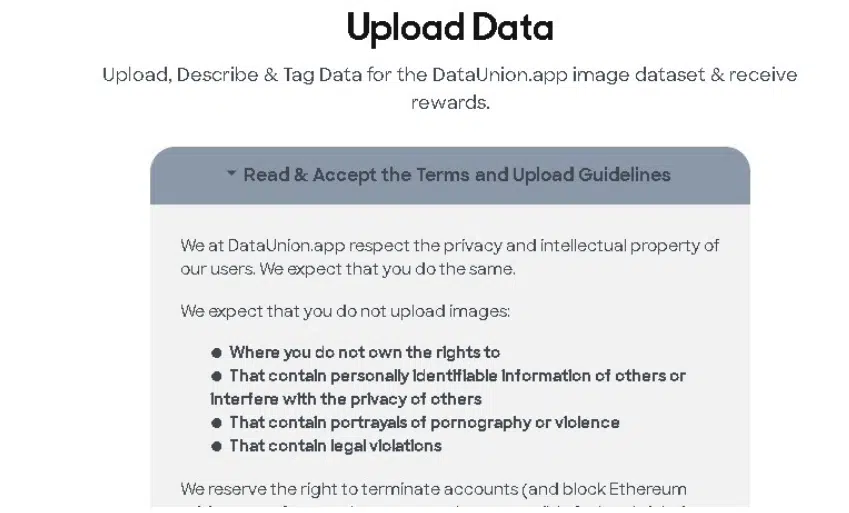 Upload Data
Upload, Describe & Tag Data for the DataUnion.app image dataset & receive
rewards.
Read & Accept the Terms and Upload Guidelines
We at DataUnion.app respect the privacy and intellectual property of
our users. We expect that you do the same.
We expect that you do not upload images:
● Where you do not own the rights to
● That contain personally identifiable information of others or
interfere with the privacy of others
● That contain portrayals of pornography or violence
● That contain legal violations
We reserve the right to terminate accounts (and block Ethereum